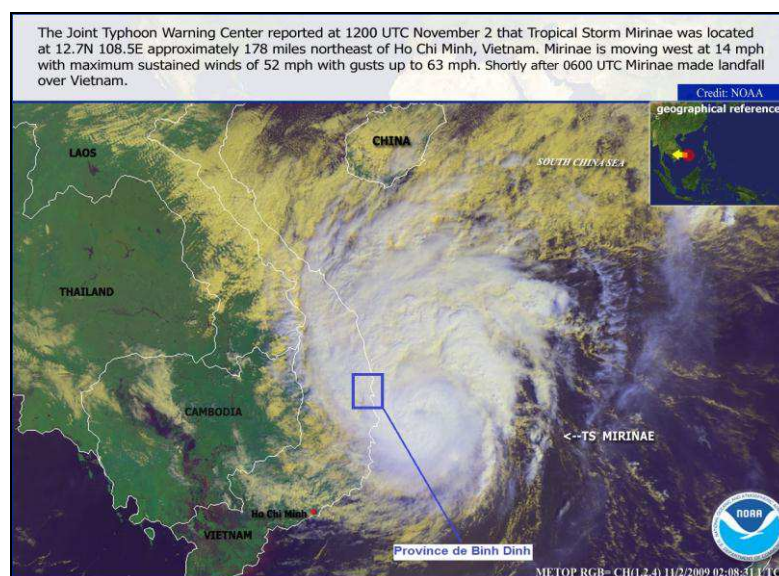 The Joint Typhoon Warning Center reported at 1200 UTC November 2 that Tropical Storm Mirinae was located
at 12.7N 108.5E approximately 178 miles northeast of Ho Chi Minh, Vietnam. Mirinae is moving west at 14 mph
with maximum sustained winds of 52 mph with gusts up to 63 mph. Shortly after 0600 UTC Mirinae made landfall
over Vietnam.
Credit: NOAA
geographical reference
CHINA
LAOS
SOUTH CHINA SEA
THAILAND
CAMBODIA
<--TS MIRINAE
Ho Chi Minh
VIETNAM
NOAA
Province de Binh Dinh
METOP RGB= CH(1,2,4) 11/2/2009 02:08:31 UTC